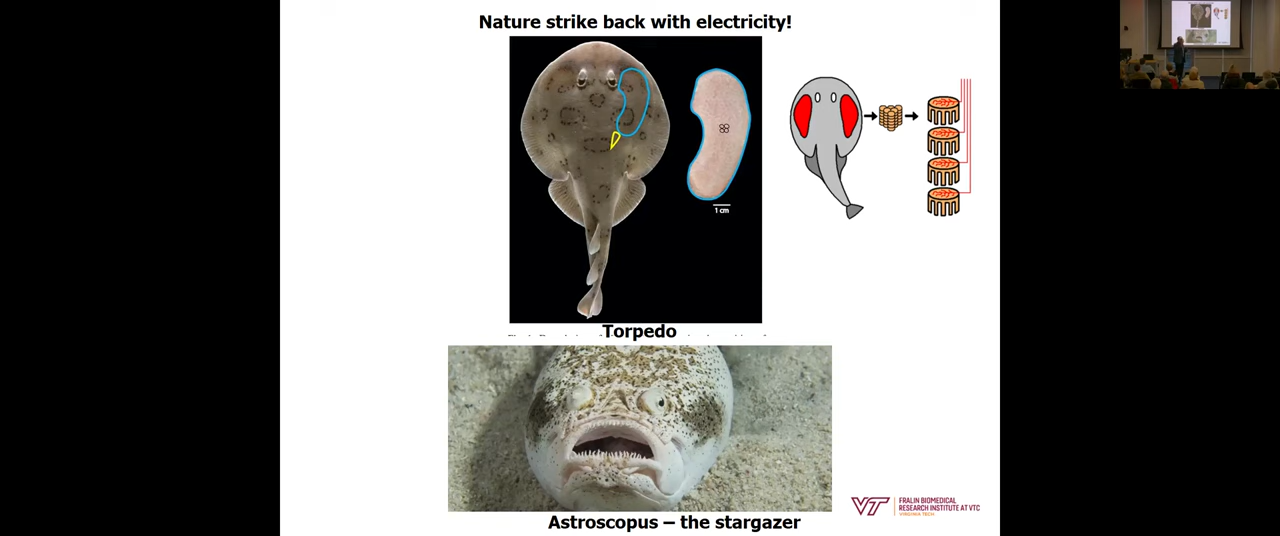 Nature strike back with electricity!
1 cm
Torpedo
Astroscopus – the stargazer
VT
FRALIN BIOMEDICAL
RESEARCH INSTITUTE AT VTC
VIRGINIA TECH